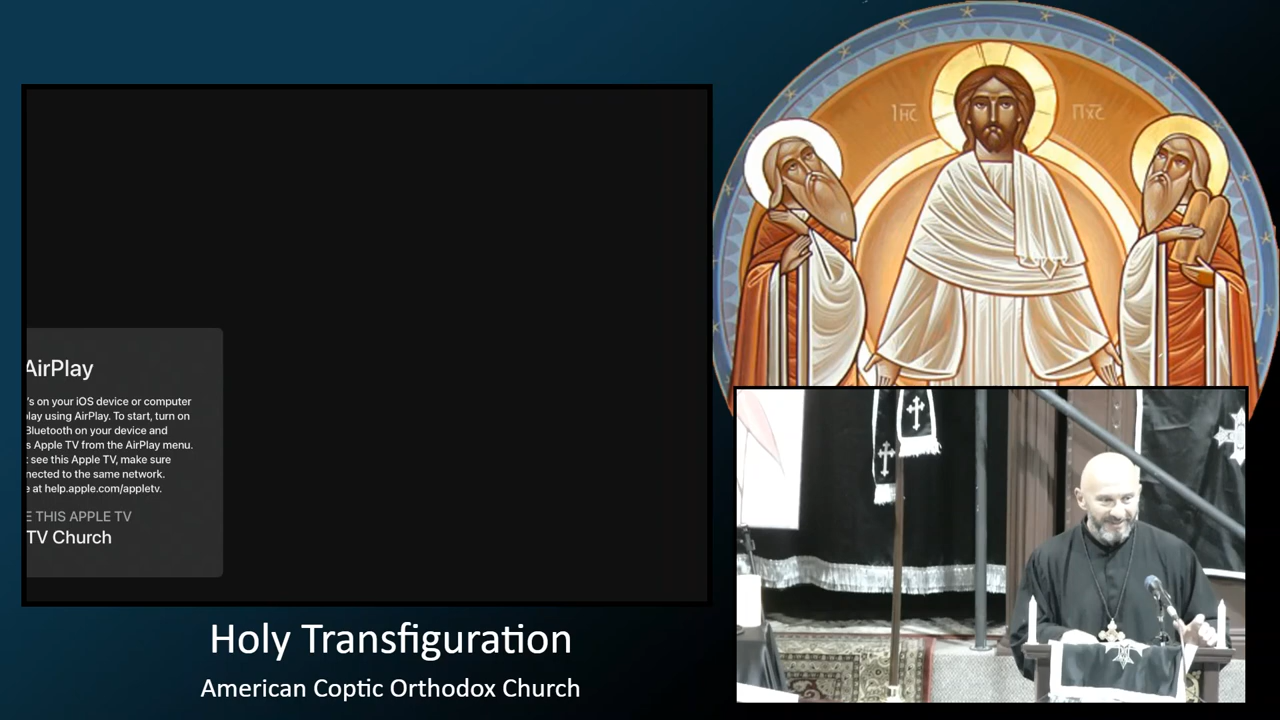 ⲒⲎⲤ ⲠⲬⲤ
AirPlay
's on your iOS device or computer
lay using AirPlay. To start, turn on
Bluetooth on your device and
s Apple TV from the AirPlay menu.
t see this Apple TV, make sure
nected to the same network.
e at help.apple.com/appletv.
E THIS APPLE TV
TV Church
Holy Transfiguration
American Coptic Orthodox Church